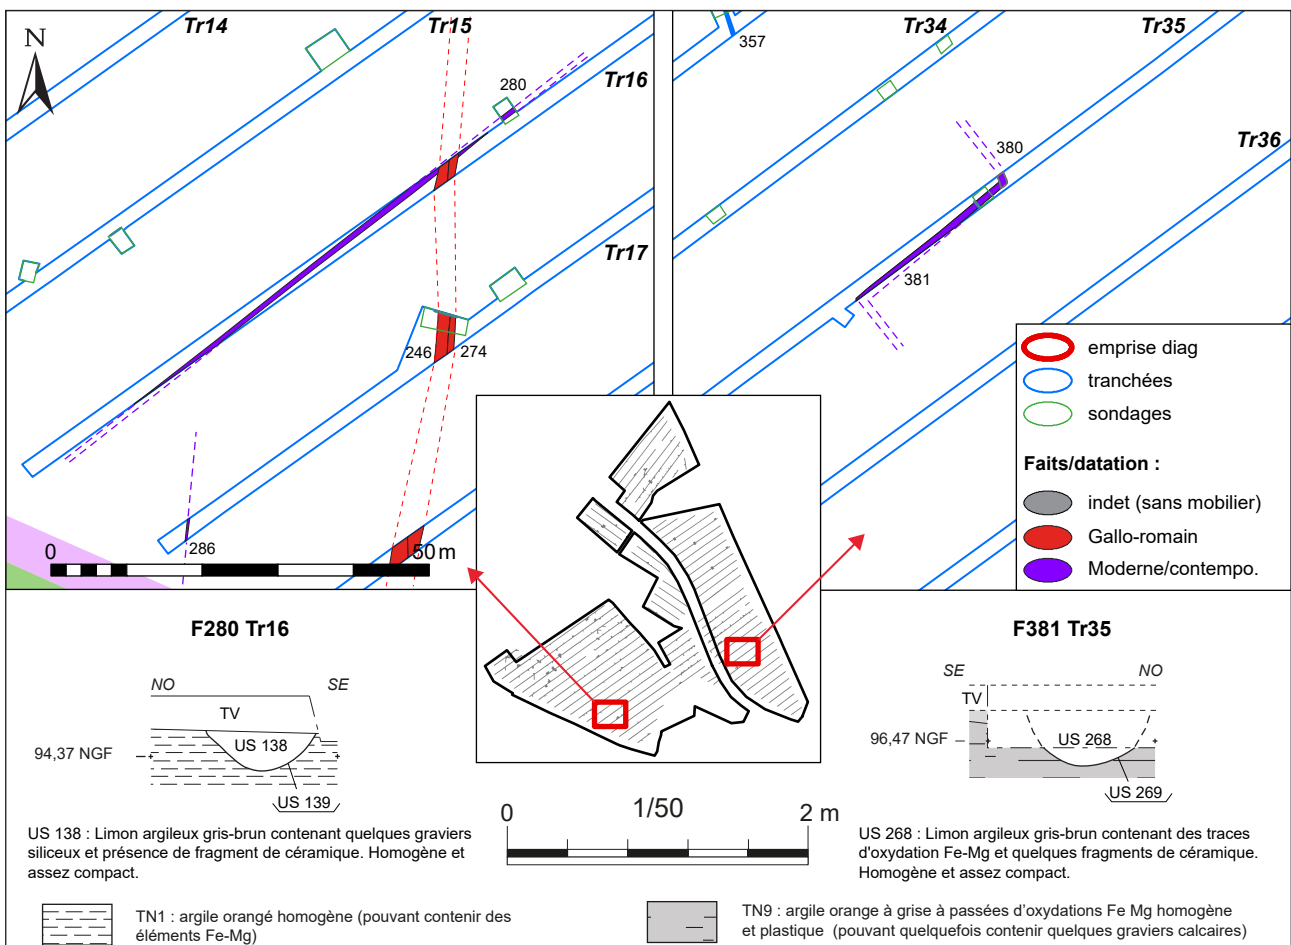 Tr14
Tr15
Tr16
Tr17
N
280
246
274
286
0
50 m
Tr34
Tr35
Tr36
357
380
381
emprise diag
tranchées
sondages
Faits/datation :
indet (sans mobilier)
Gallo-romain
Moderne/contempo.
F280 Tr16
NO
SE
TV
US 138
94,37 NGF
US 139
US 138 : Limon argileux gris-brun contenant quelques graviers
siliceux et présence de fragment de céramique. Homogène et
assez compact.
0
1/50
2 m
F381 Tr35
SE
NO
TV
US 268
96,47 NGF
US 269
US 268 : Limon argileux gris-brun contenant des traces
d'oxydation Fe-Mg et quelques fragments de céramique.
Homogène et assez compact.
TN1 : argile orangé homogène (pouvant contenir des
éléments Fe-Mg)
TN9 : argile orange à grise à passées d'oxydations Fe Mg homogène
et plastique (pouvant quelquefois contenir quelques graviers calcaires)